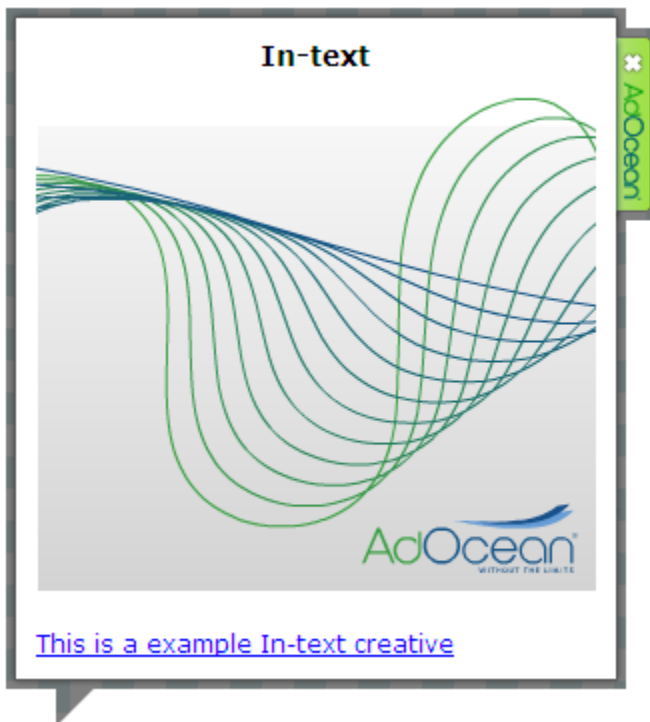 In-text
AdOcean
AdOcean
WITHOUT THE LIMITS
This is a example In-text creative